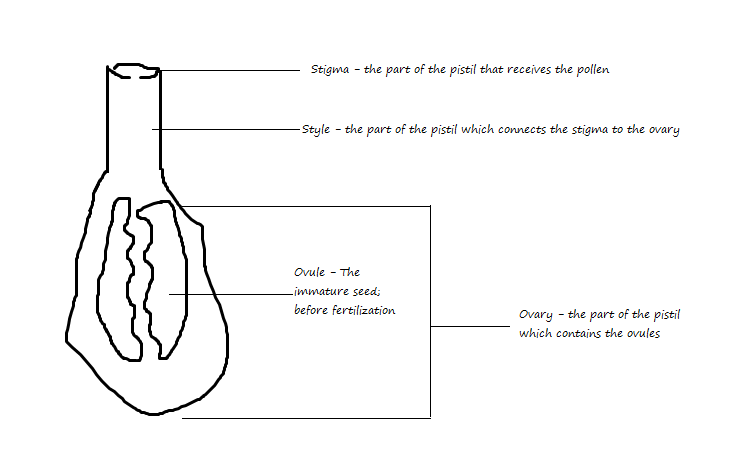 Stigma - the part of the pistil that receives the pollen
Style - the part of the pistil which connects the stigma to the ovary
Ovule - The
immature seed;
before fertilization
Ovary - the part of the pistil
which contains the ovules